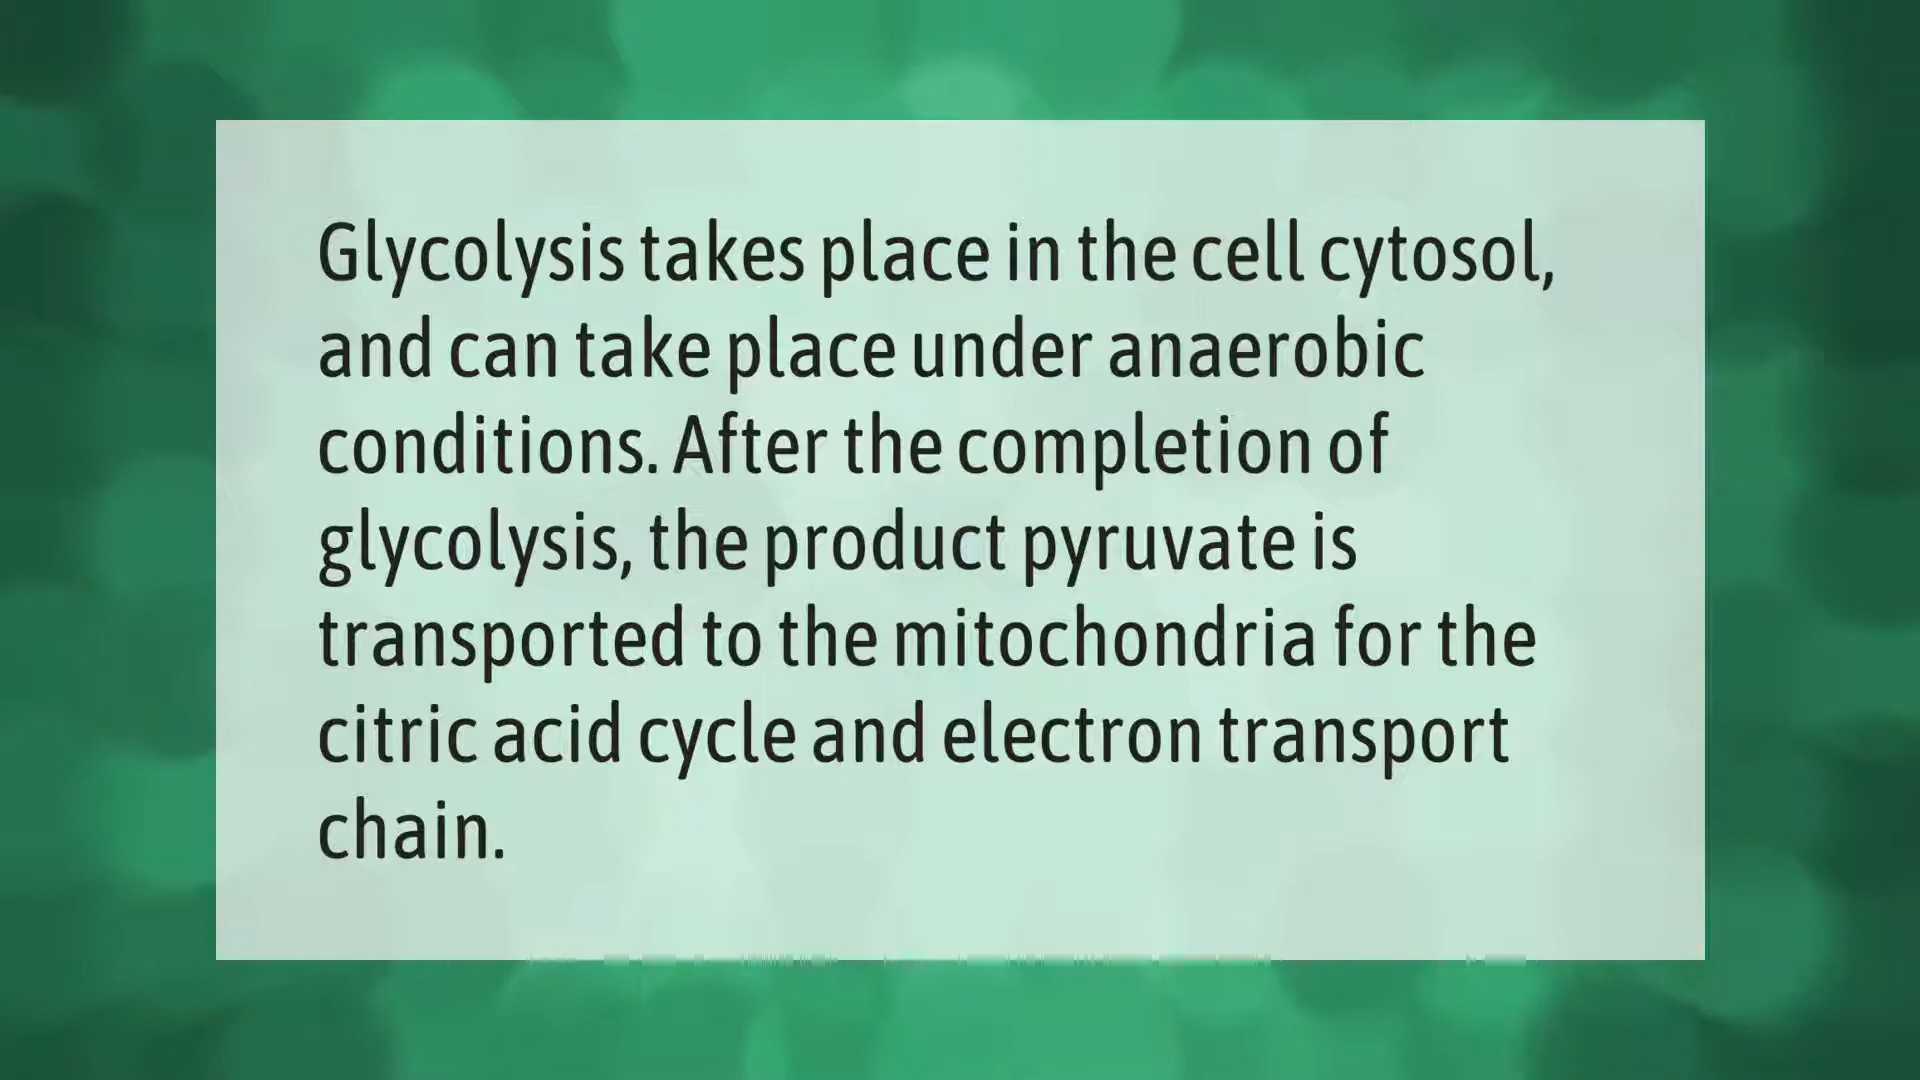 Glycolysis takes place in the cell cytosol,
and can take place under anaerobic
conditions. After the completion of
glycolysis, the product pyruvate is
transported to the mitochondria for the
citric acid cycle and electron transport
chain.